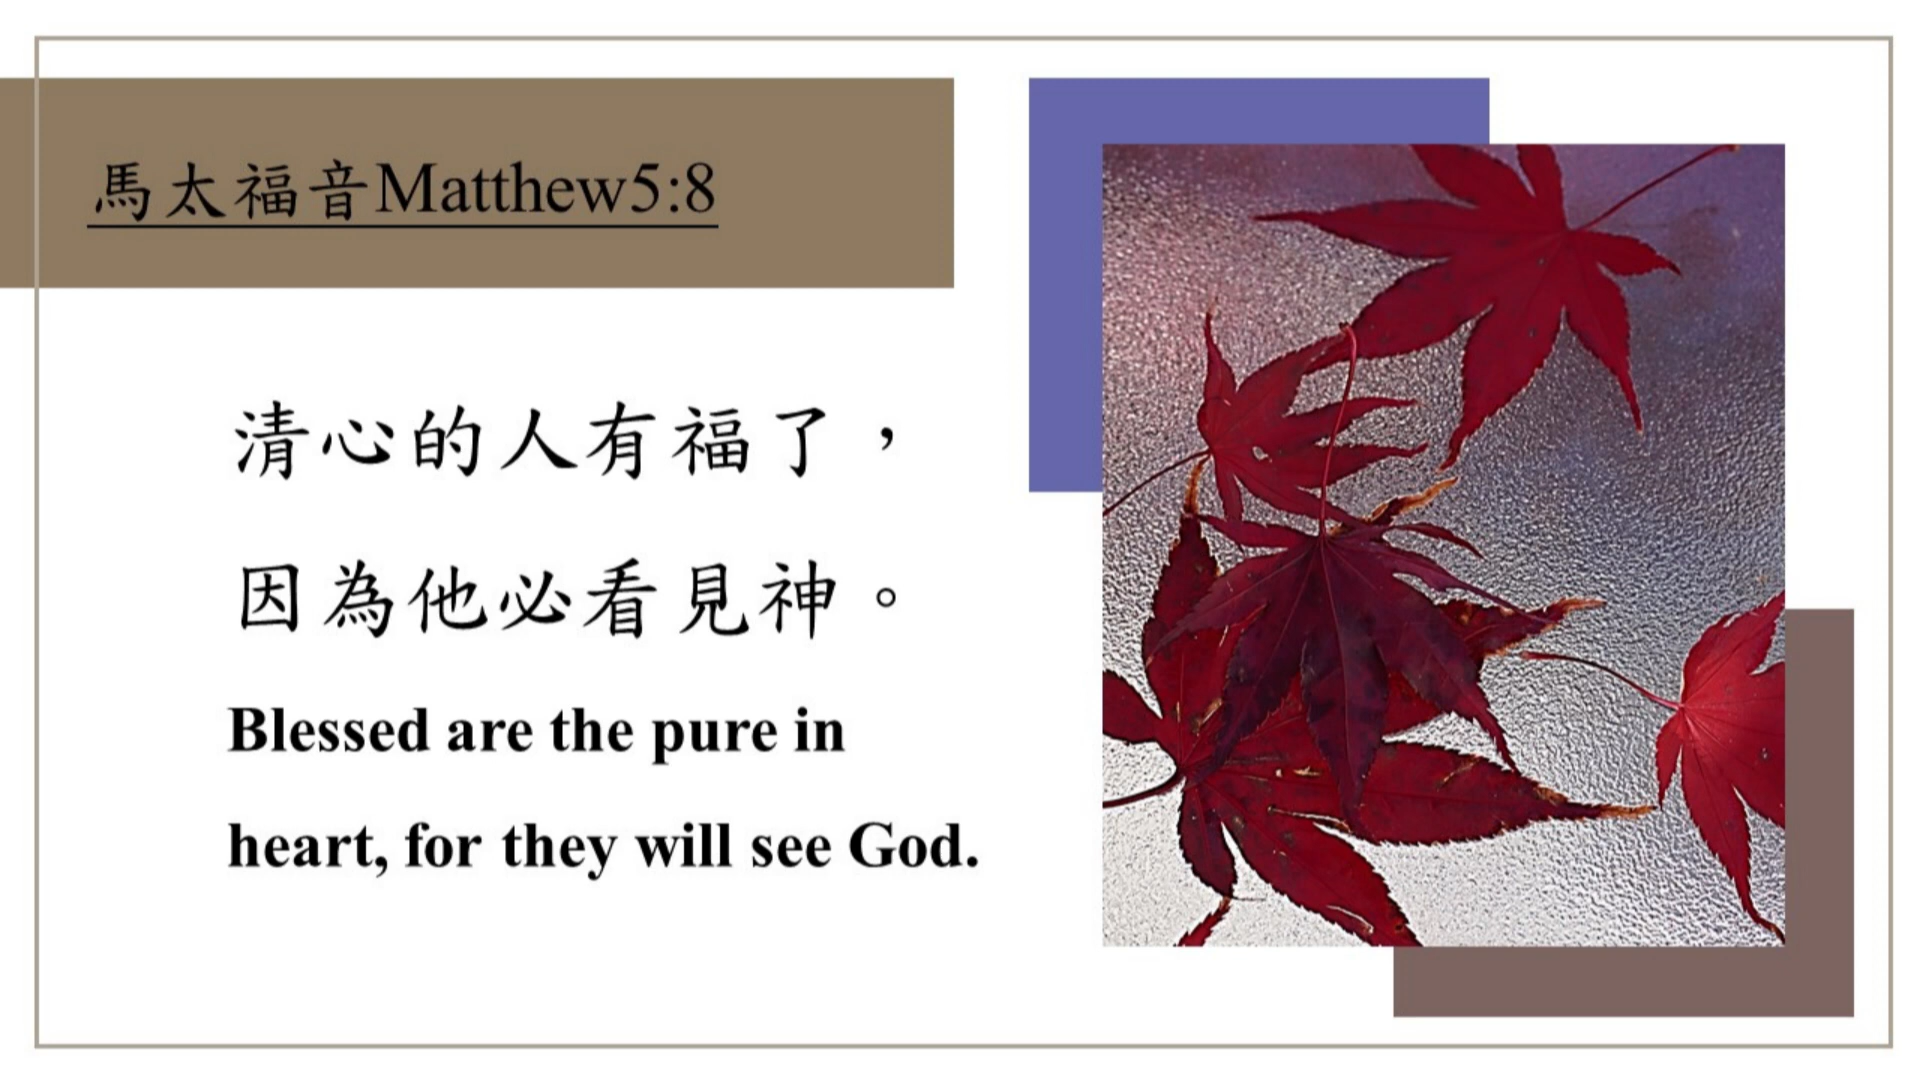 馬太福音Matthew5:8
清心的人有福了，
因為他必看見神。
Blessed are the pure in
heart, for they will see God.